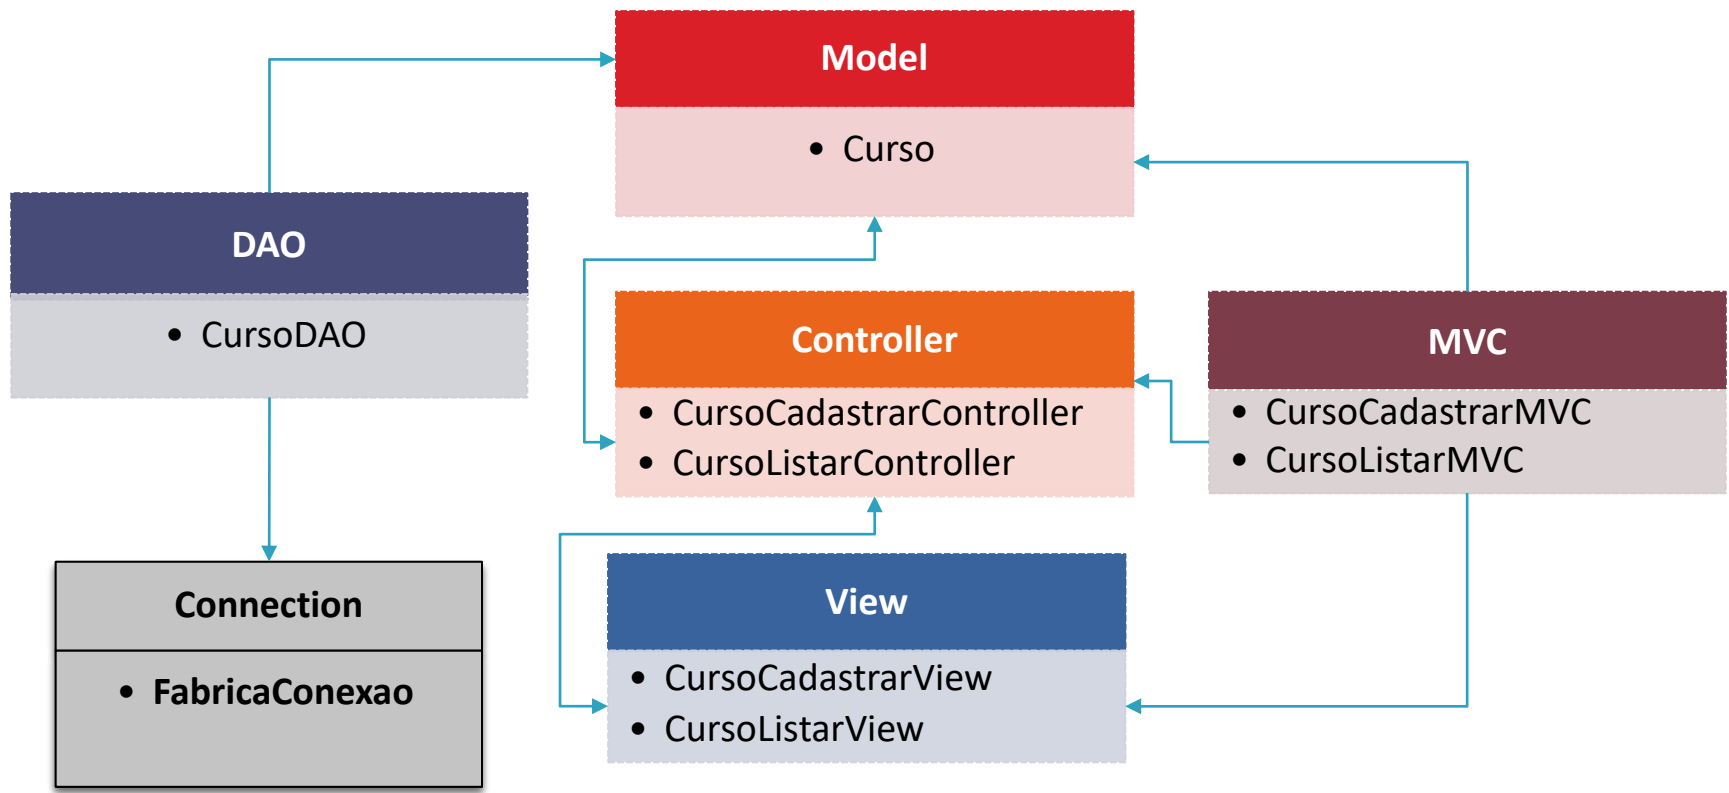 Model
• Curso
DAO
• CursoDAO
Controller
• CursoCadastrarController
• CursoListarController
MVC
• CursoCadastrarMVC
• CursoListarMVC
Connection
• FabricaConexao
View
• CursoCadastrarView
• CursoListarView